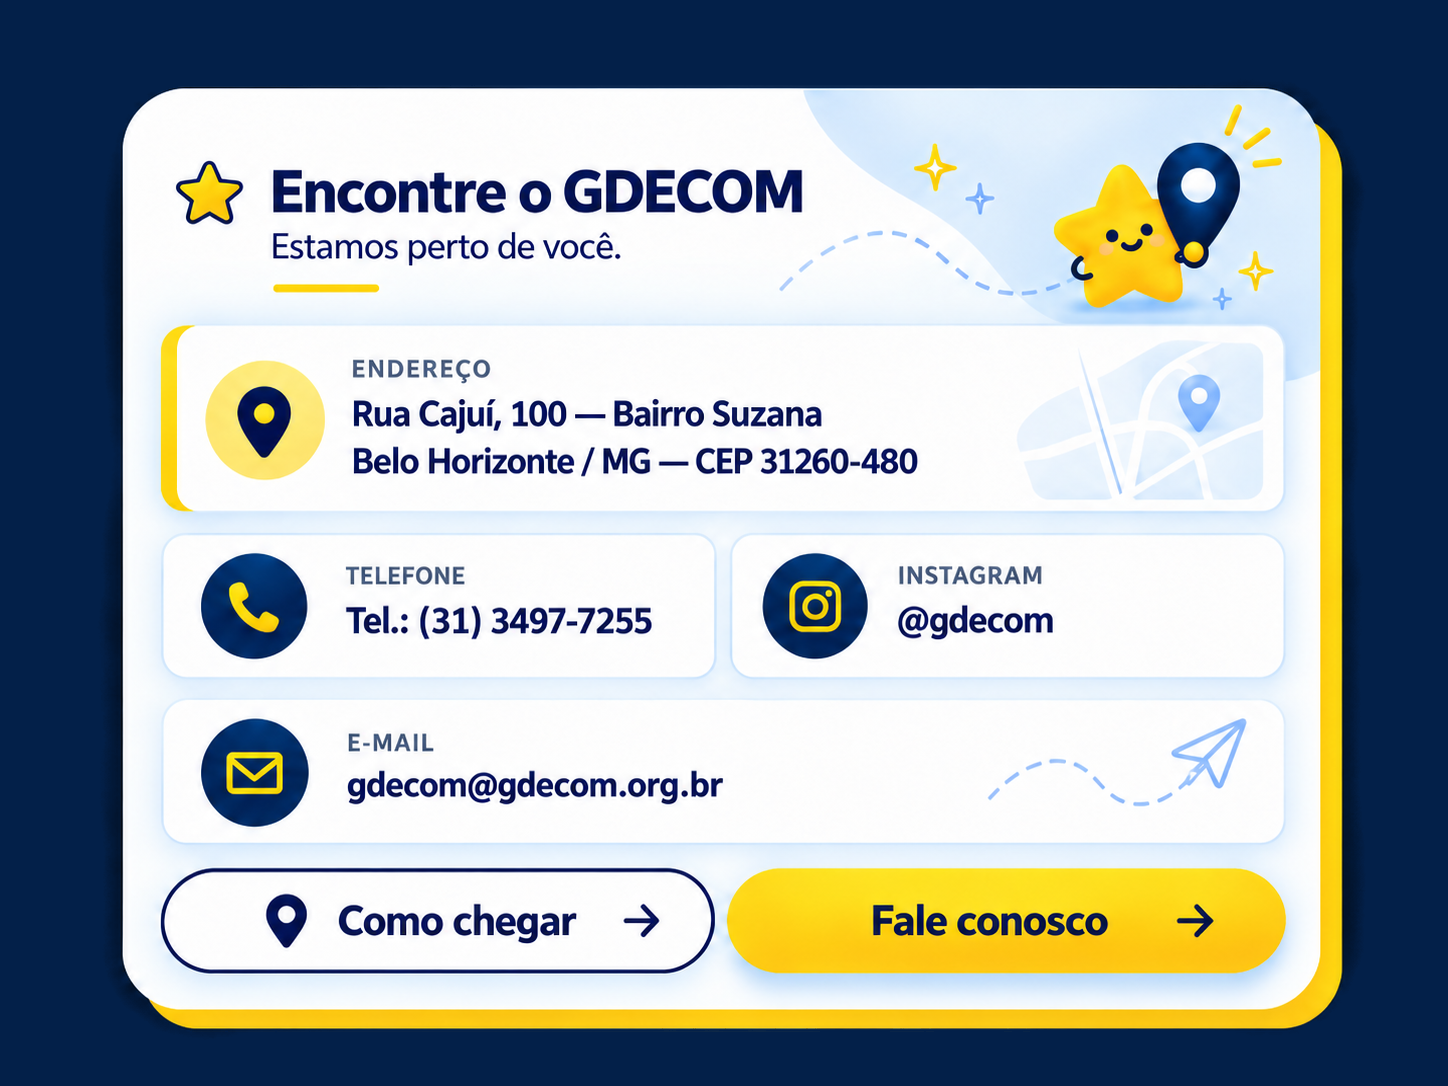 Encontre o GDECOM
Estamos perto de você.
ENDEREÇO
Rua Cajuí, 100 — Bairro Suzana
Belo Horizonte / MG — CEP 31260-480
TELEFONE
Tel.: (31) 3497-7255
INSTAGRAM
@gdecom
E-MAIL
gdecom@gdecom.org.br
Como chegar →
Fale conosco →